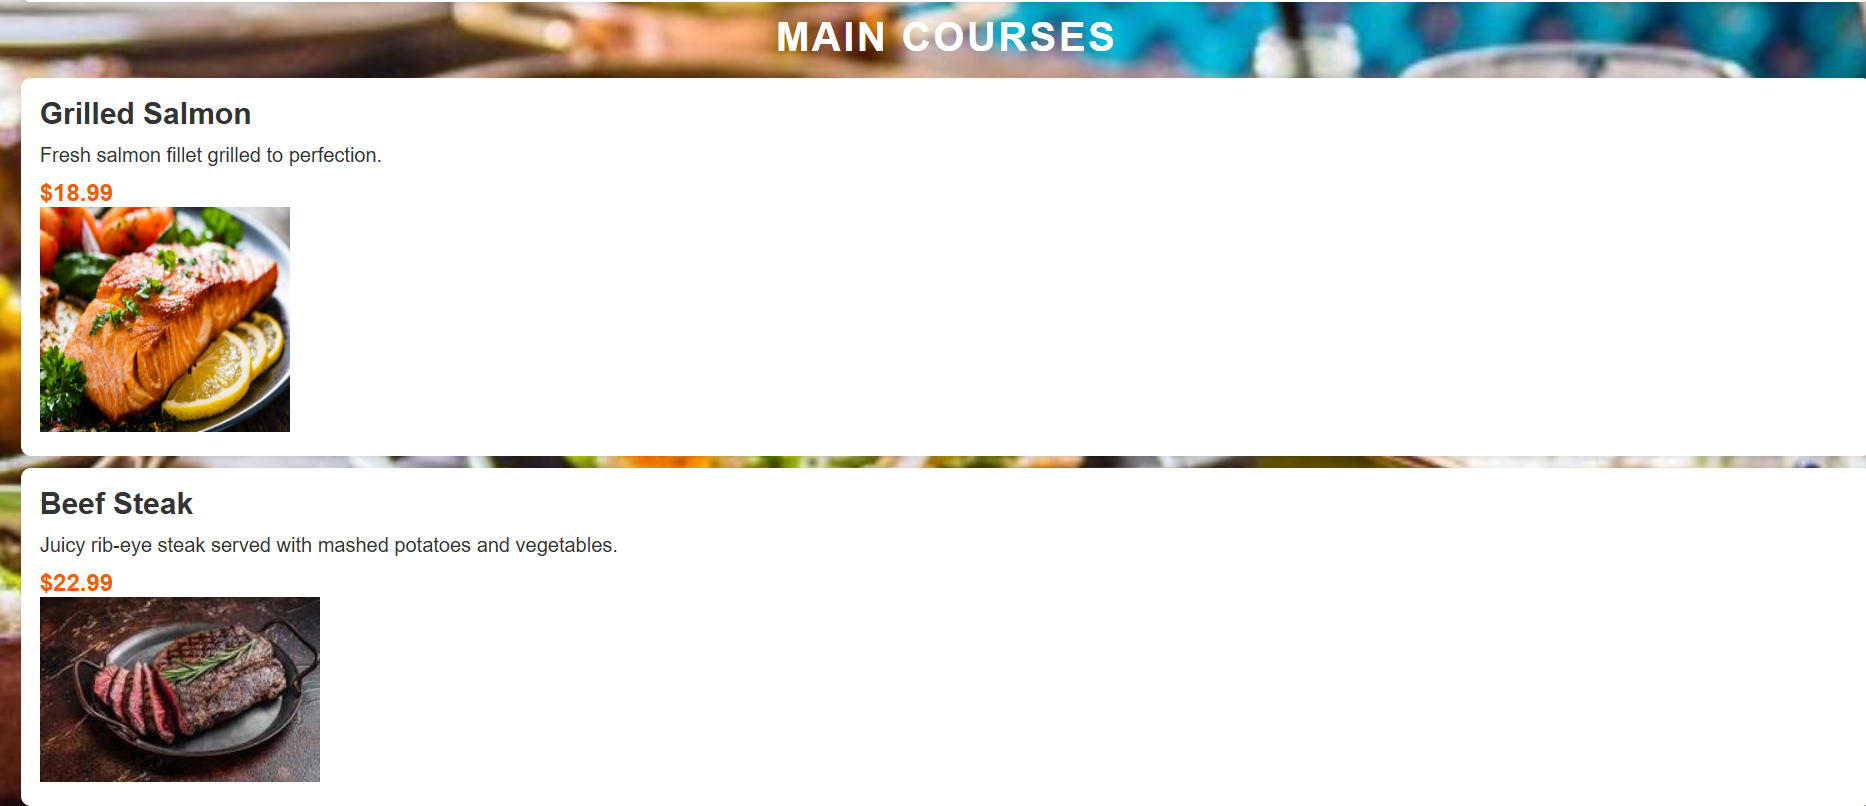 MAIN COURSES
Grilled Salmon
Fresh salmon fillet grilled to perfection.
$18.99
Beef Steak
Juicy rib-eye steak served with mashed potatoes and vegetables.
$22.99